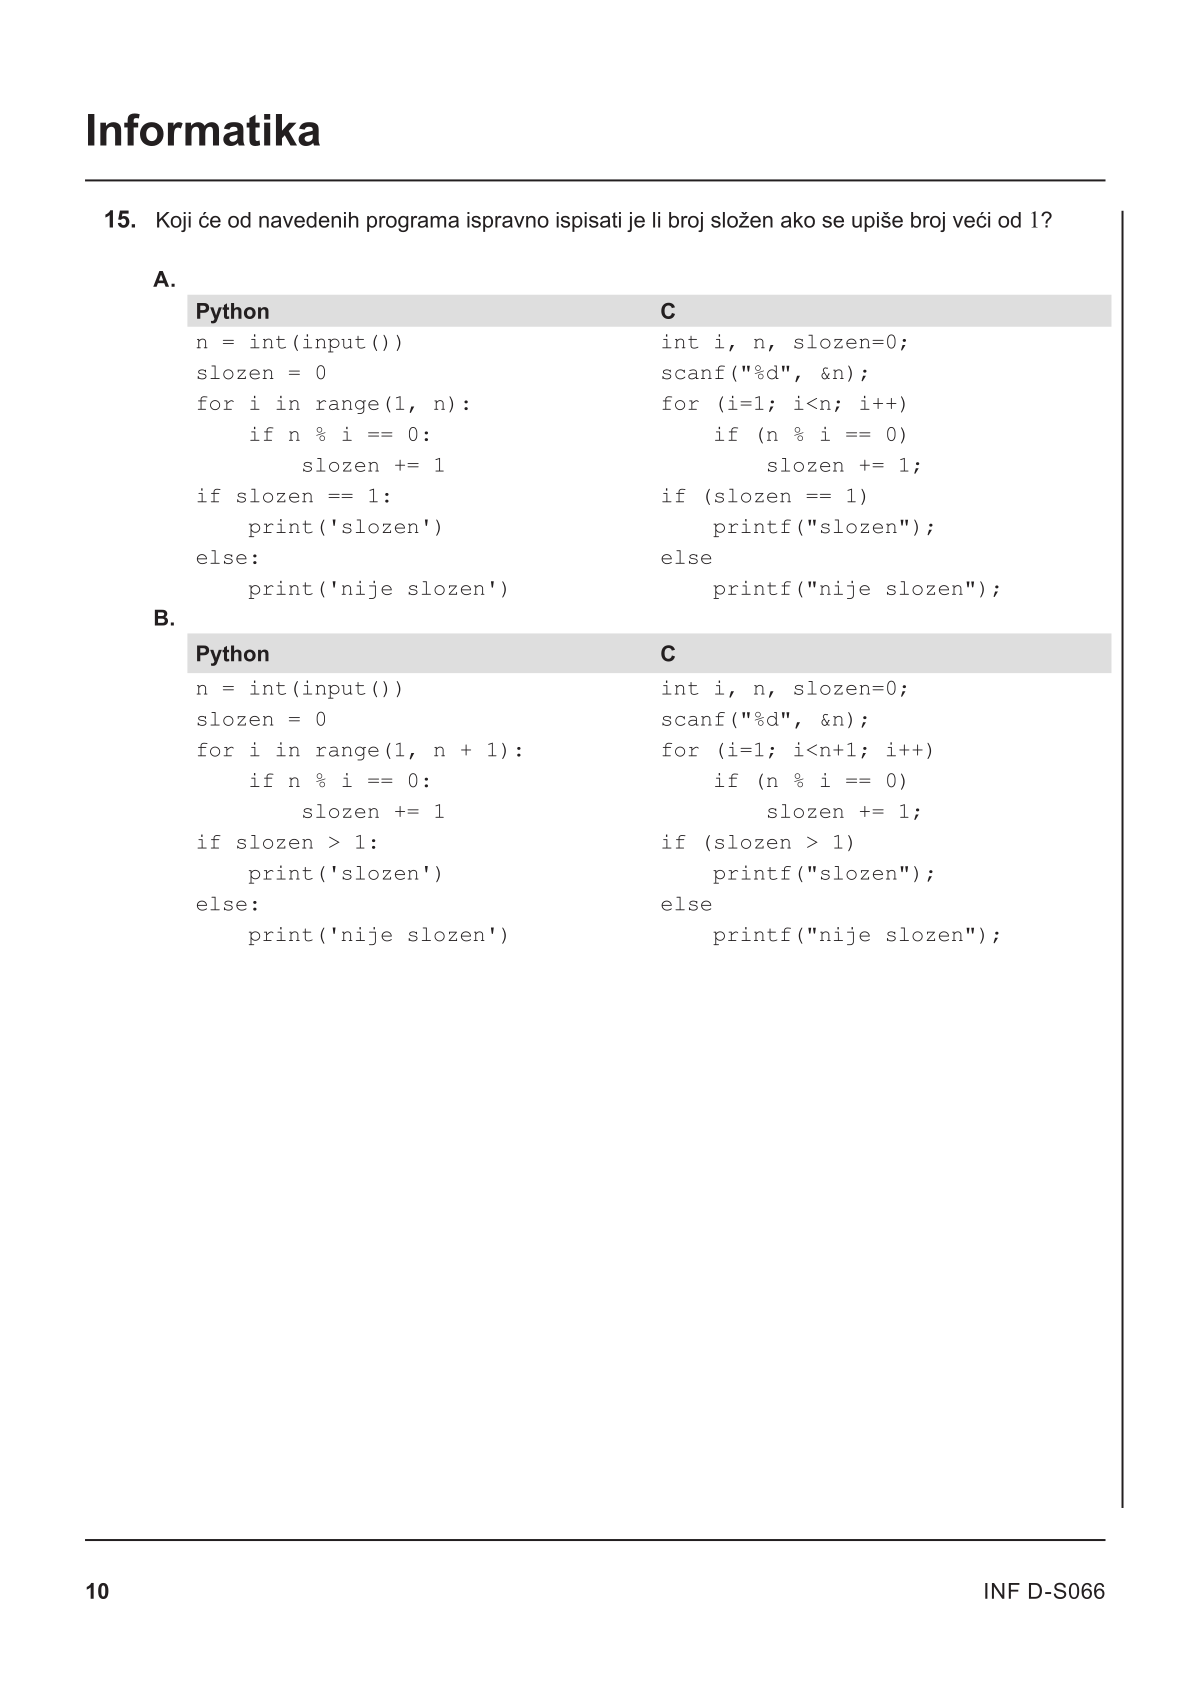 Informatika
15. Koji će od navedenih programa ispravno ispisati je li broj složen ako se upiše broj veći od 1?
A.
Python C
n = int(input()) int i, n, slozen=0;
slozen = 0 scanf("%d", &n);
for i in range(1, n): for (i=1; i<n; i++)
    if n % i == 0:     if (n % i == 0)
        slozen += 1         slozen += 1;
if slozen == 1: if (slozen == 1)
    print('slozen')     printf("slozen");
else: else
    print('nije slozen')     printf("nije slozen");
B.
Python C
n = int(input()) int i, n, slozen=0;
slozen = 0 scanf("%d", &n);
for i in range(1, n + 1): for (i=1; i<n+1; i++)
    if n % i == 0:     if (n % i == 0)
        slozen += 1         slozen += 1;
if slozen > 1: if (slozen > 1)
    print('slozen')     printf("slozen");
else: else
    print('nije slozen')     printf("nije slozen");
10 INF D-S066